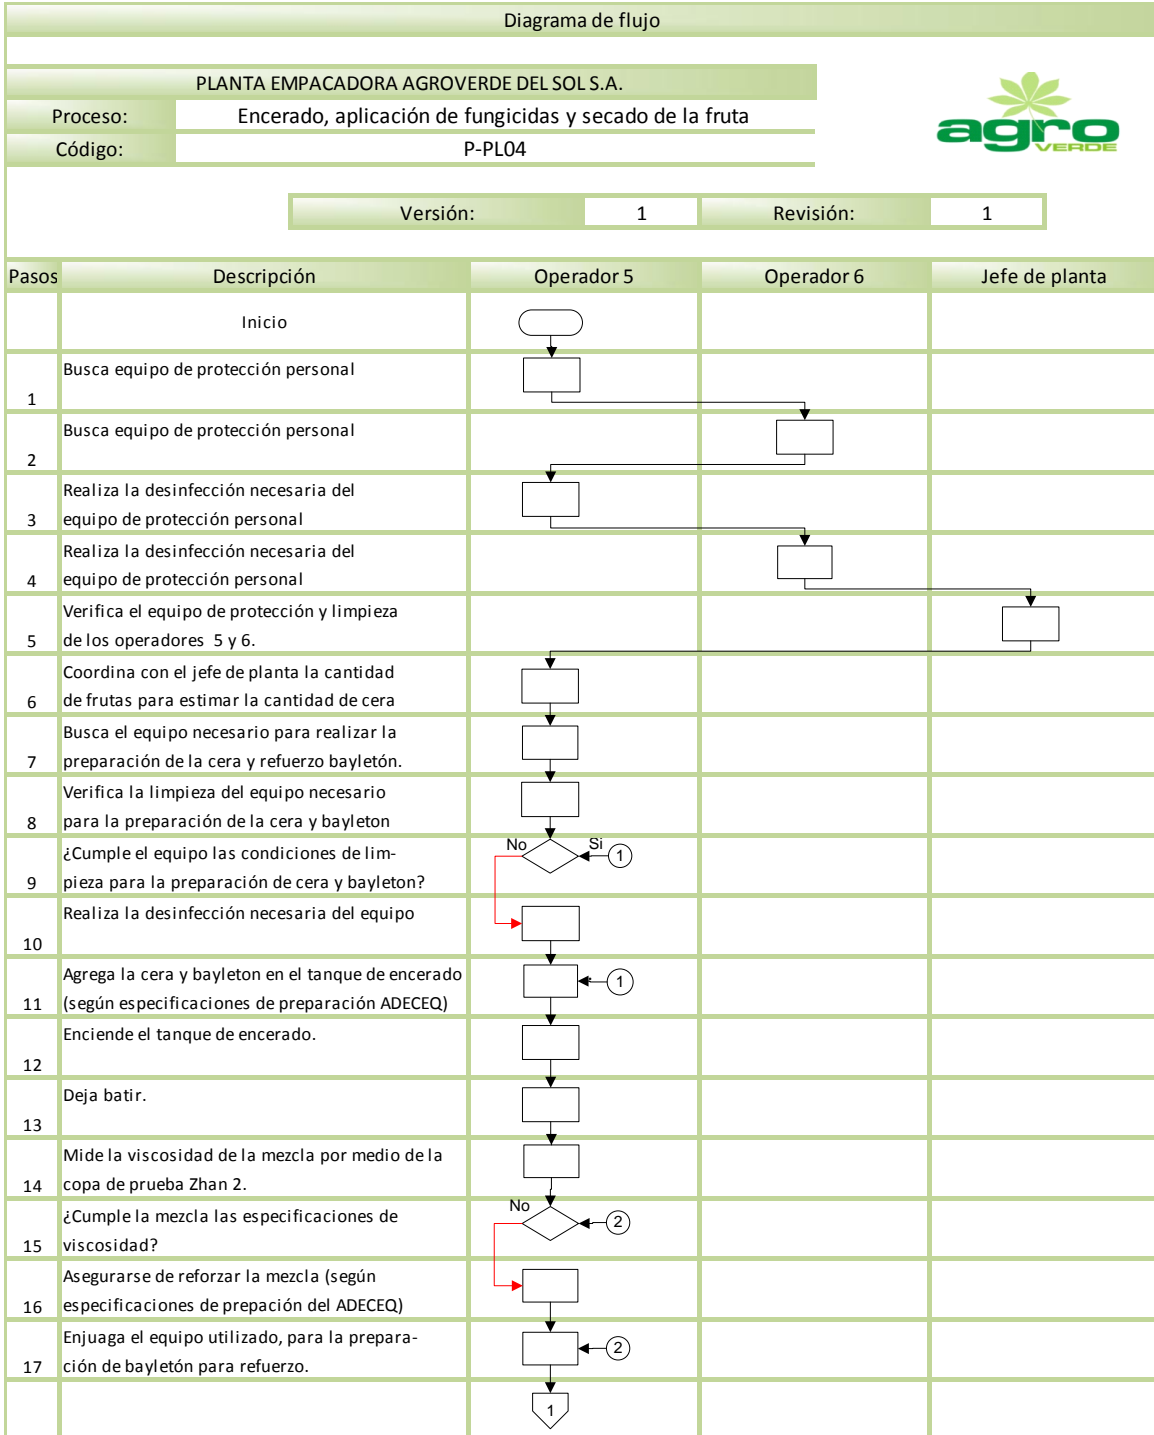 Diagrama de flujo
PLANTA EMPACADORA AGROVERDE DEL SOL S.A.
Proceso: Encerado, aplicación de fungicidas y secado de la fruta
Código: P-PL04
agro
VERDE
Versión: 1 Revisión: 1
Pasos Descripción Operador 5 Operador 6 Jefe de planta
Inicio
Busca equipo de protección personal
1
Busca equipo de protección personal
2
Realiza la desinfección necesaria del
3 equipo de protección personal
Realiza la desinfección necesaria del
4 equipo de protección personal
Verifica el equipo de protección y limpieza
5 de los operadores 5 y 6.
Coordina con el jefe de planta la cantidad
6 de frutas para estimar la cantidad de cera
Busca el equipo necesario para realizar la
7 preparación de la cera y refuerzo bayletón.
Verifica la limpieza del equipo necesario
8 para la preparación de la cera y bayleton
¿Cumple el equipo las condiciones de lim- No Si 1
9 pieza para la preparación de cera y bayleton?
Realiza la desinfección necesaria del equipo
10
Agrega la cera y bayleton en el tanque de encerado 1
11 (según especificaciones de preparación ADECEQ)
Enciende el tanque de encerado.
12
Deja batir.
13
Mide la viscosidad de la mezcla por medio de la
14 copa de prueba Zhan 2.
¿Cumple la mezcla las especificaciones de No 2
15 viscosidad?
Asegurarse de reforzar la mezcla (según
16 especificaciones de prepación del ADECEQ)
Enjuaga el equipo utilizado, para la prepara- 2
17 ción de bayletón para refuerzo.
1